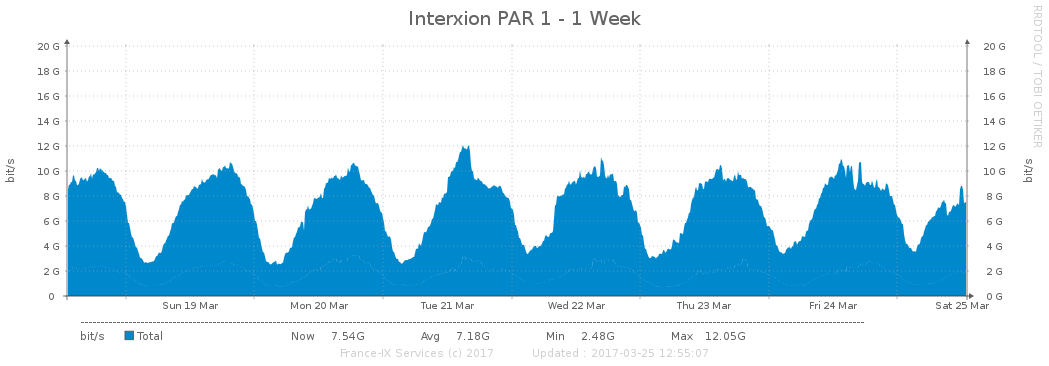 Interxion PAR 1 - 1 Week
RRDTOOL / TOBI OETIKER
bit/s
20 G 20 G
18 G 18 G
16 G 16 G
14 G 14 G
12 G 12 G
10 G 10 G
8 G 8 G
6 G 6 G
4 G 4 G
2 G 2 G
0 0 G
bit/s
Sun 19 Mar Mon 20 Mar Tue 21 Mar Wed 22 Mar Thu 23 Mar Fri 24 Mar Sat 25 Mar
bit/s Total Now 7.54G Avg 7.18G Min 2.48G Max 12.05G
France-IX Services (c) 2017 Updated : 2017-03-25 12:55:07